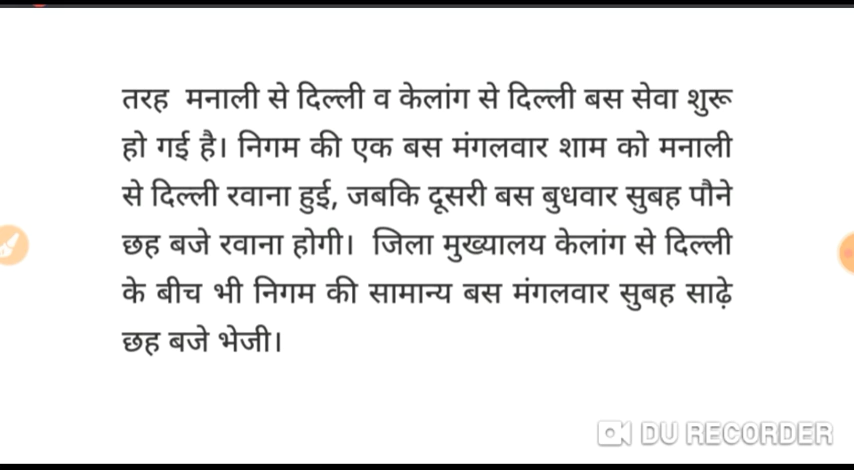 तरह मनाली से दिल्ली व केलांग से दिल्ली बस सेवा शुरू
हो गई है। निगम की एक बस मंगलवार शाम को मनाली
से दिल्ली रवाना हुई, जबकि दूसरी बस बुधवार सुबह पौने
छह बजे रवाना होगी। जिला मुख्यालय केलांग से दिल्ली
के बीच भी निगम की सामान्य बस मंगलवार सुबह साढ़े
छह बजे भेजी।
DU RECORDER